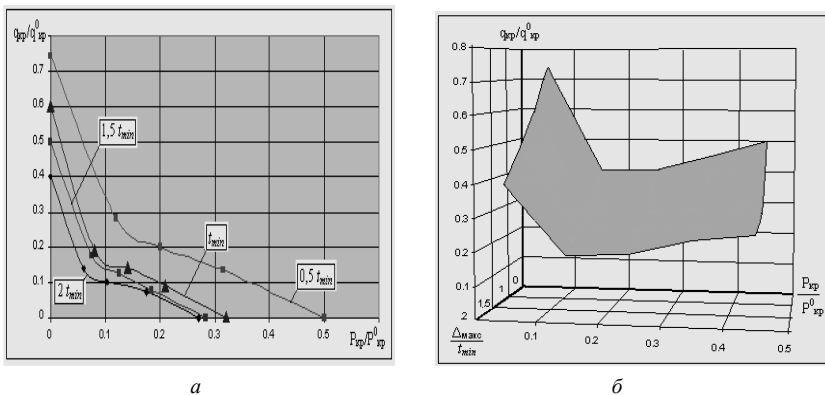 qкр/q⁰кр
0.7
0.6
0.5
0.4
0.3
0.2
0.1
0
0 0.1 0.2 0.3 0.4 0.5
Pкр/P⁰кр
1,5 tmin
tmin
0,5 tmin
2 tmin
а
qкр/q⁰кр
0.8
0.7
0.6
0.5
0.4
0.3
0.2
0.1
2 1,5 1 0
Δмакс
tmin
0.1 0.2 0.3 0.4 0.5
Pкр
P⁰кр
б